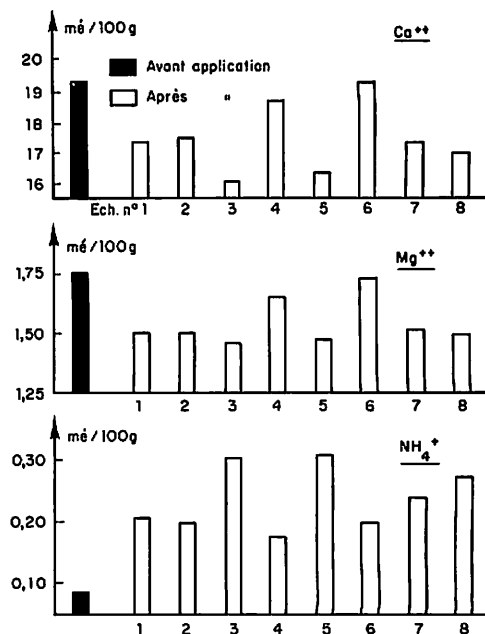 mé/100g
Ca++
20
Avant application
19
Après "
18
17
16
Ech. n° 1 2 3 4 5 6 7 8
mé/100g
Mg++
1,75
1,50
1,25
1 2 3 4 5 6 7 8
mé/100g
NH4+
0,30
0,20
0,10
1 2 3 4 5 6 7 8